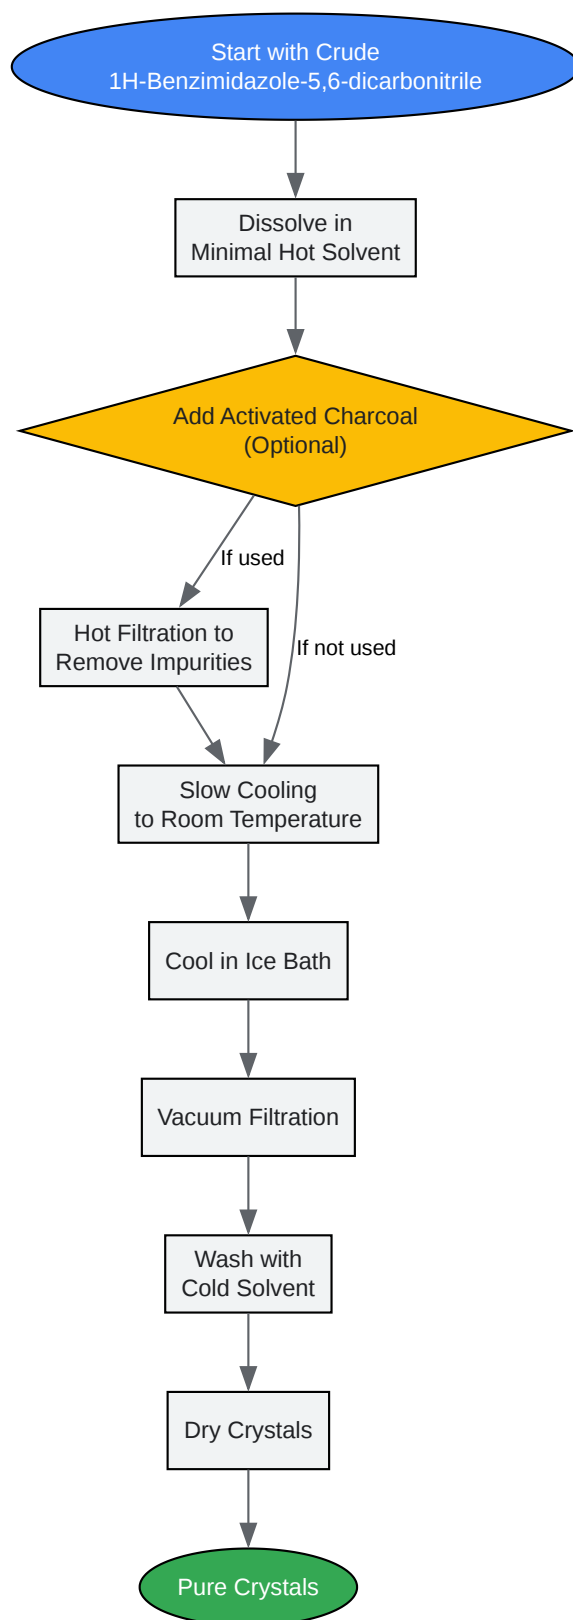 Start with Crude
1H-Benzimidazole-5,6-dicarbonitrile
Dissolve in
Minimal Hot Solvent
Add Activated Charcoal
(Optional)
If used
Hot Filtration to
Remove Impurities
If not used
Slow Cooling
to Room Temperature
Cool in Ice Bath
Vacuum Filtration
Wash with
Cold Solvent
Dry Crystals
Pure Crystals